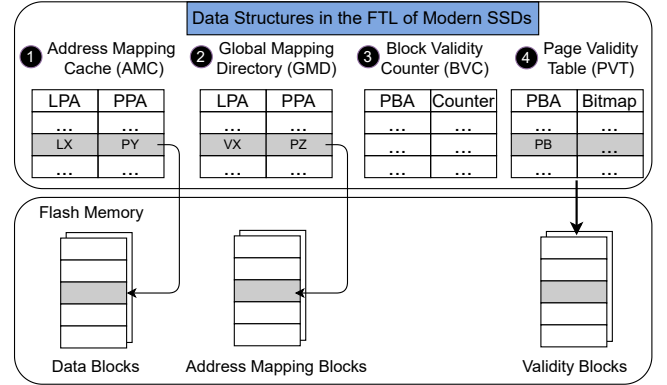 Data Structures in the FTL of Modern SSDs
1 Address Mapping
Cache (AMC)
2 Global Mapping
Directory (GMD)
3 Block Validity
Counter (BVC)
4 Page Validity
Table (PVT)
LPA PPA
... ...
LX PY
... ...
LPA PPA
... ...
VX PZ
... ...
PBA Counter
... ...
... ...
PBA Bitmap
... ...
PB ...
... ...
Flash Memory
Data Blocks
Address Mapping Blocks
Validity Blocks